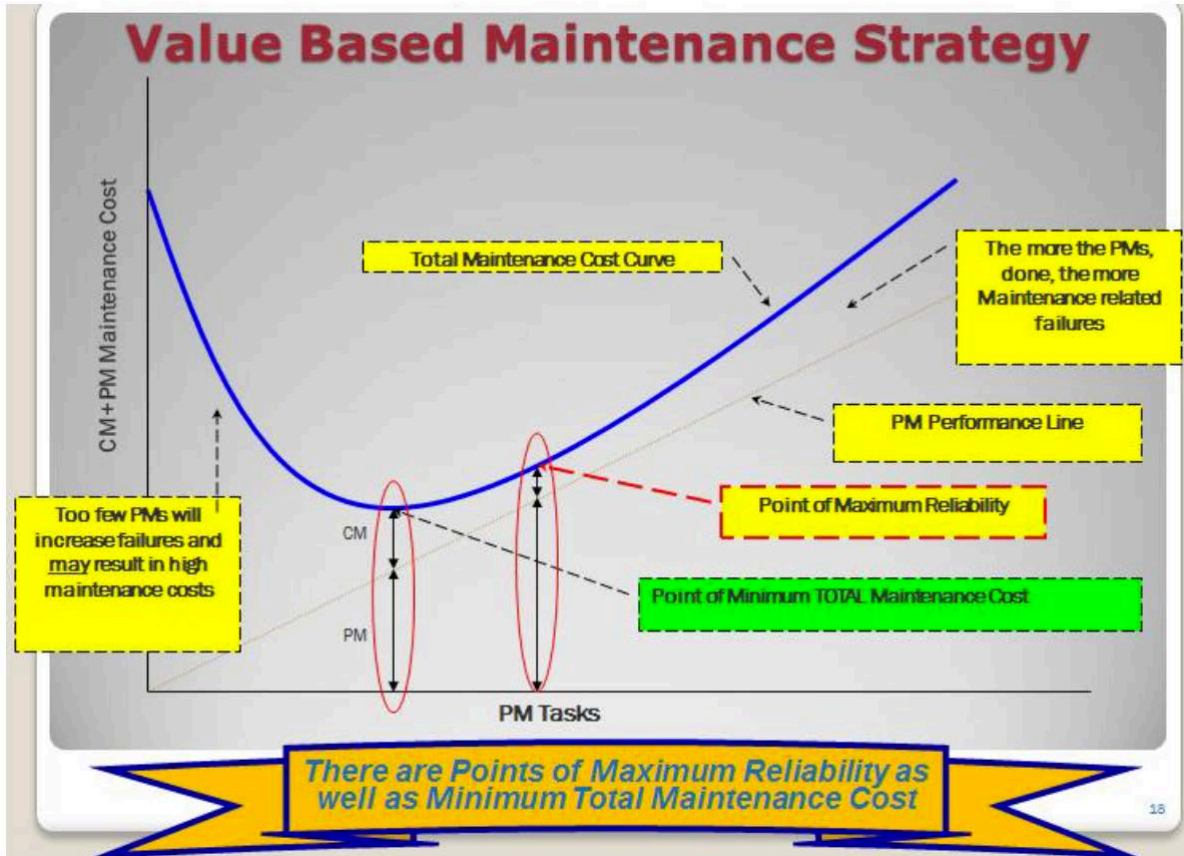 Value Based Maintenance Strategy
CM+PM Maintenance Cost
Total Maintenance Cost Curve
The more the PMs,
done, the more
Maintenance related
failures
PM Performance Line
Point of Maximum Reliability
Too few PMs will
increase failures and
may result in high
maintenance costs
CM
Point of Minimum TOTAL Maintenance Cost
PM
PM Tasks
There are Points of Maximum Reliability as
well as Minimum Total Maintenance Cost
18